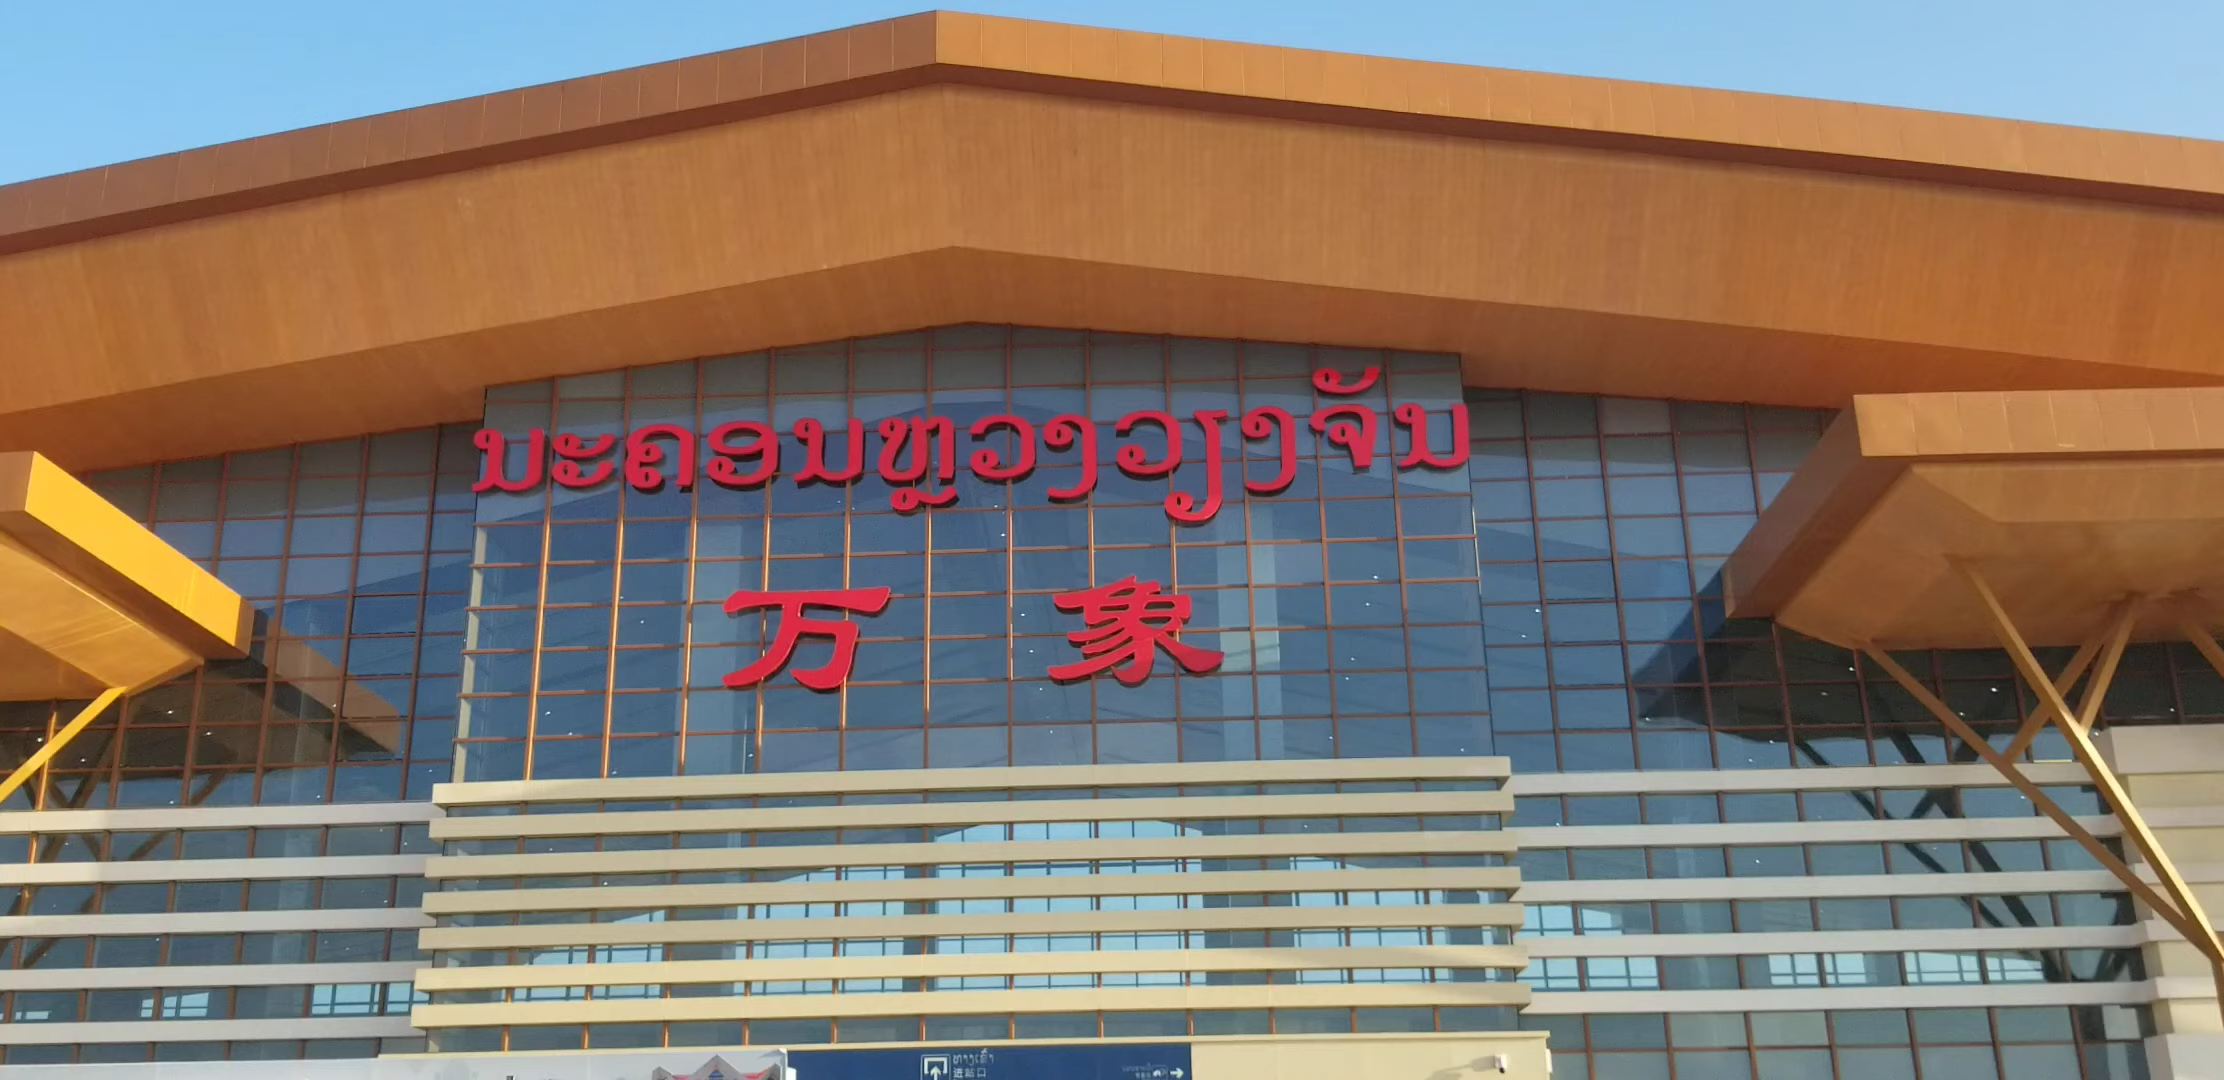 ນະຄອນຫຼວງວຽງຈັນ
万象
ທາງເຂົ້າ
进站口